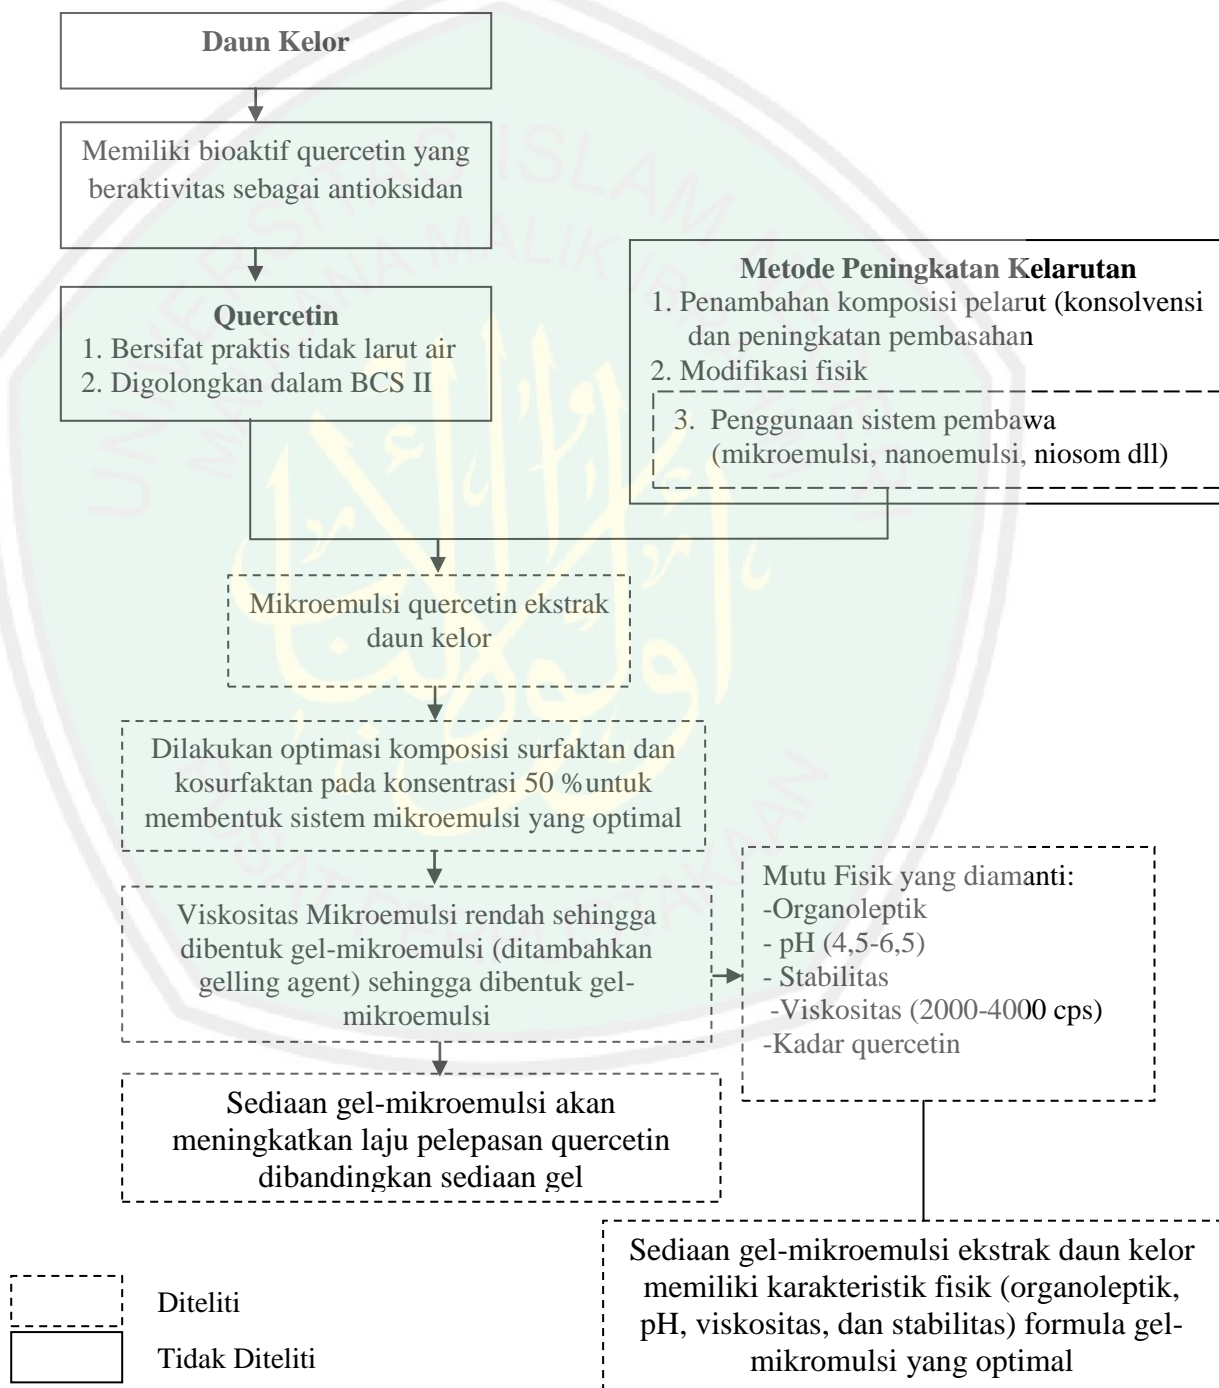 Daun Kelor
Memiliki bioaktif quercetin yang
beraktivitas sebagai antioksidan
Quercetin
1. Bersifat praktis tidak larut air
2. Digolongkan dalam BCS II
Metode Peningkatan Kelarutan
1. Penambahan komposisi pelarut (konsolvensi
dan peningkatan pembasahan
2. Modifikasi fisik
3. Penggunaan sistem pembawa
(mikroemulsi, nanoemulsi, niosom dll)
Mikroemulsi quercetin ekstrak
daun kelor
Dilakukan optimasi komposisi surfaktan dan
kosurfaktan pada konsentrasi 50 %untuk
membentuk sistem mikroemulsi yang optimal
Viskositas Mikroemulsi rendah sehingga
dibentuk gel-mikroemulsi (ditambahkan
gelling agent) sehingga dibentuk gel-
mikroemulsi
Mutu Fisik yang diamanti:
-Organoleptik
- pH (4,5-6,5)
- Stabilitas
-Viskositas (2000-4000 cps)
-Kadar quercetin
Sediaan gel-mikroemulsi akan
meningkatkan laju pelepasan quercetin
dibandingkan sediaan gel
Sediaan gel-mikroemulsi ekstrak daun kelor
memiliki karakteristik fisik (organoleptik,
pH, viskositas, dan stabilitas) formula gel-
mikromulsi yang optimal
Diteliti
Tidak Diteliti